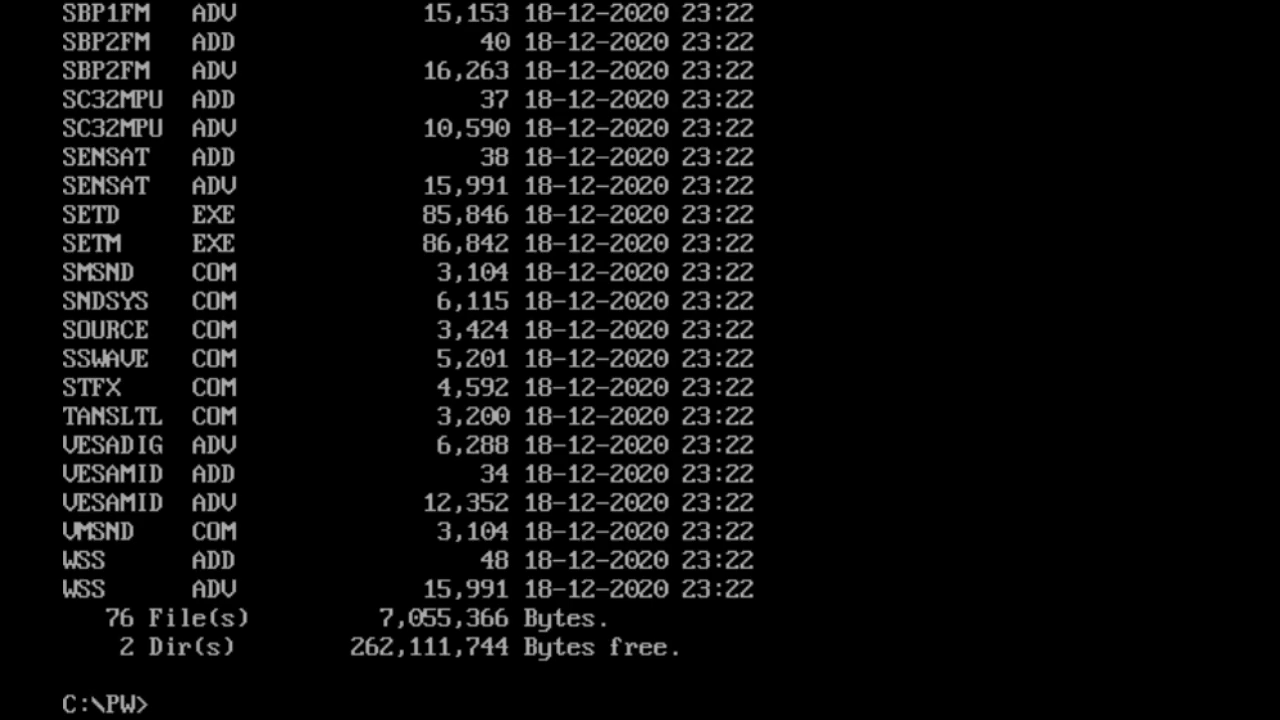 SBP1FM   ADV             15,153 18-12-2020 23:22
SBP2FM   ADD                 40 18-12-2020 23:22
SBP2FM   ADV             16,263 18-12-2020 23:22
SC32MPU  ADD                 37 18-12-2020 23:22
SC32MPU  ADV             10,590 18-12-2020 23:22
SENSAT   ADD                 38 18-12-2020 23:22
SENSAT   ADV             15,991 18-12-2020 23:22
SETD     EXE             85,846 18-12-2020 23:22
SETM     EXE             86,842 18-12-2020 23:22
SMSND    COM              3,104 18-12-2020 23:22
SNDSYS   COM              6,115 18-12-2020 23:22
SOURCE   COM              3,424 18-12-2020 23:22
SSWAVE   COM              5,201 18-12-2020 23:22
STFX     COM              4,592 18-12-2020 23:22
TANSLTL  COM              3,200 18-12-2020 23:22
VESADIG  ADV              6,288 18-12-2020 23:22
VESAMID  ADD                 34 18-12-2020 23:22
VESAMID  ADV             12,352 18-12-2020 23:22
VMSND    COM              3,104 18-12-2020 23:22
WSS      ADD                 48 18-12-2020 23:22
WSS      ADV             15,991 18-12-2020 23:22
   76 File(s)         7,055,366 Bytes.
    2 Dir(s)        262,111,744 Bytes free.
C:\PW>